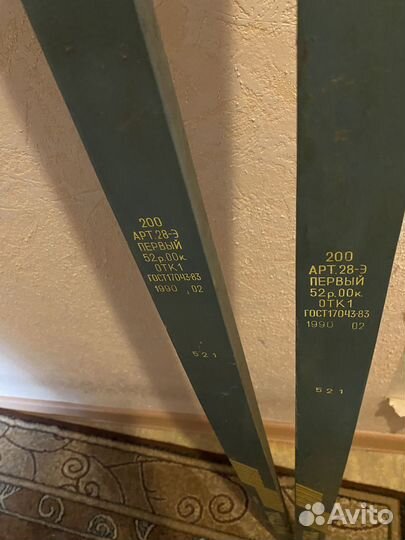 200
АРТ.28-Э
ПЕРВЫЙ
52р.00к.
ОТК1
ГОСТ17043-83
1990 02
521
200
АРТ.28-Э
ПЕРВЫЙ
52р.00к.
ОТК1
ГОСТ17043-83
1990 02
521
Avito